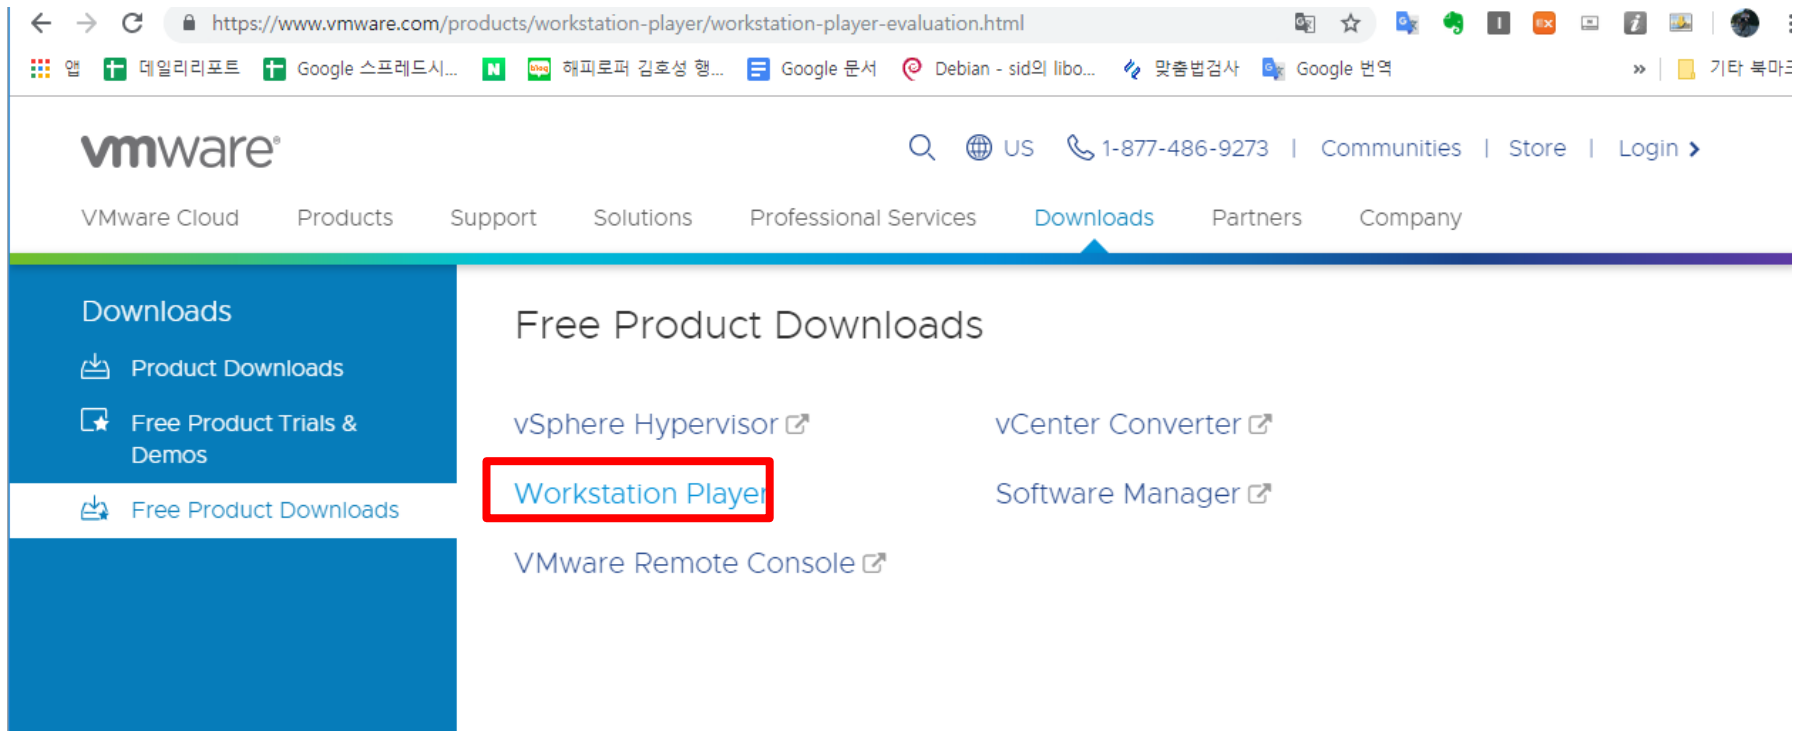 https://www.vmware.com/products/workstation-player/workstation-player-evaluation.html
앱 데일리리포트 Google 스프레드시... 해피로퍼 김호성 행... Google 문서 Debian - sid의 libo... 맞춤법검사 Google 번역 » 기타 북마크
vmware® US 1-877-486-9273 | Communities | Store | Login
VMware Cloud Products Support Solutions Professional Services Downloads Partners Company
Downloads
Product Downloads
Free Product Trials &
Demos
Free Product Downloads
Free Product Downloads
vSphere Hypervisor vCenter Converter
Workstation Player Software Manager
VMware Remote Console